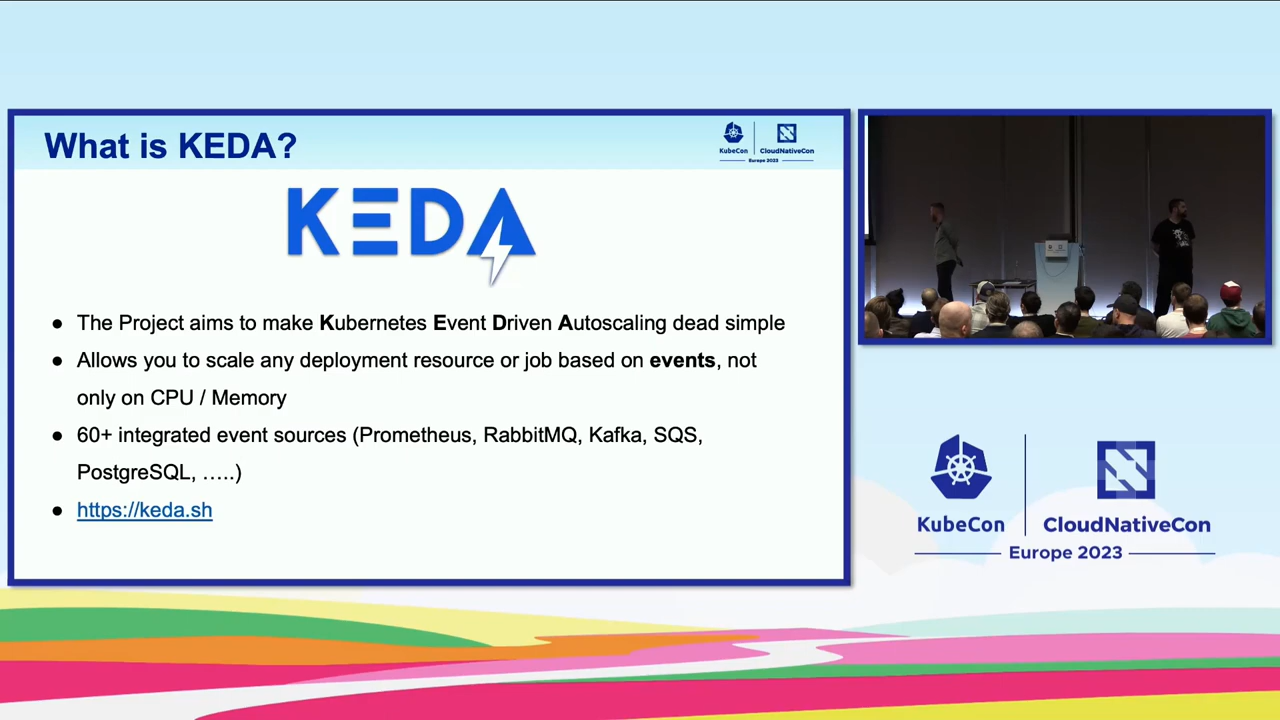 What is KEDA?
KubeCon
CloudNativeCon
Europe 2023
KEDA
● The Project aims to make Kubernetes Event Driven Autoscaling dead simple
● Allows you to scale any deployment resource or job based on events, not
only on CPU / Memory
● 60+ integrated event sources (Prometheus, RabbitMQ, Kafka, SQS,
PostgreSQL, …..)
● https://keda.sh
KubeCon
CloudNativeCon
Europe 2023